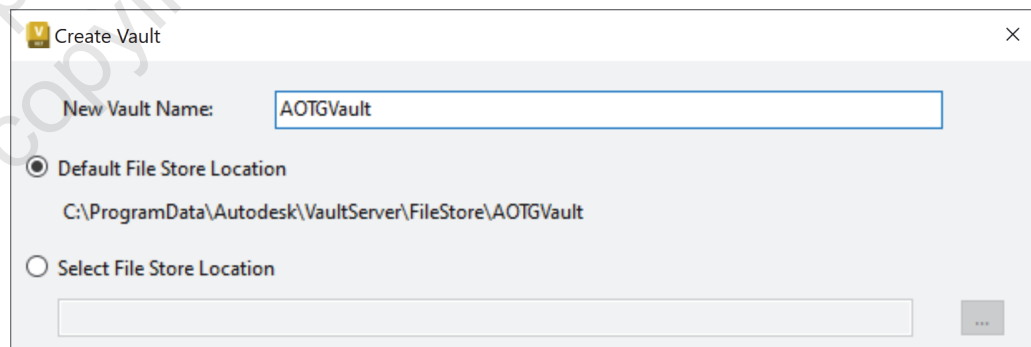 Create Vault
New Vault Name: AOTGVault
Default File Store Location
C:\ProgramData\Autodesk\VaultServer\FileStore\AOTGVault
Select File Store Location
...